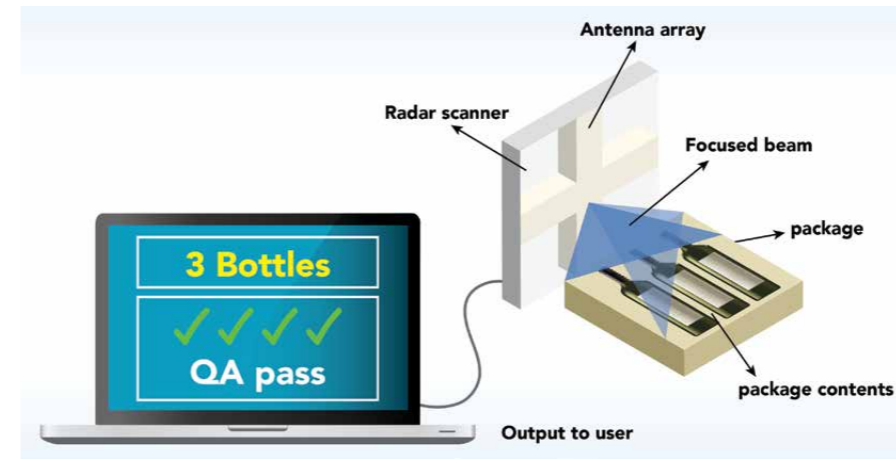 Antenna array
Radar scanner
Focused beam
package
3 Bottles
QA pass
package contents
Output to user